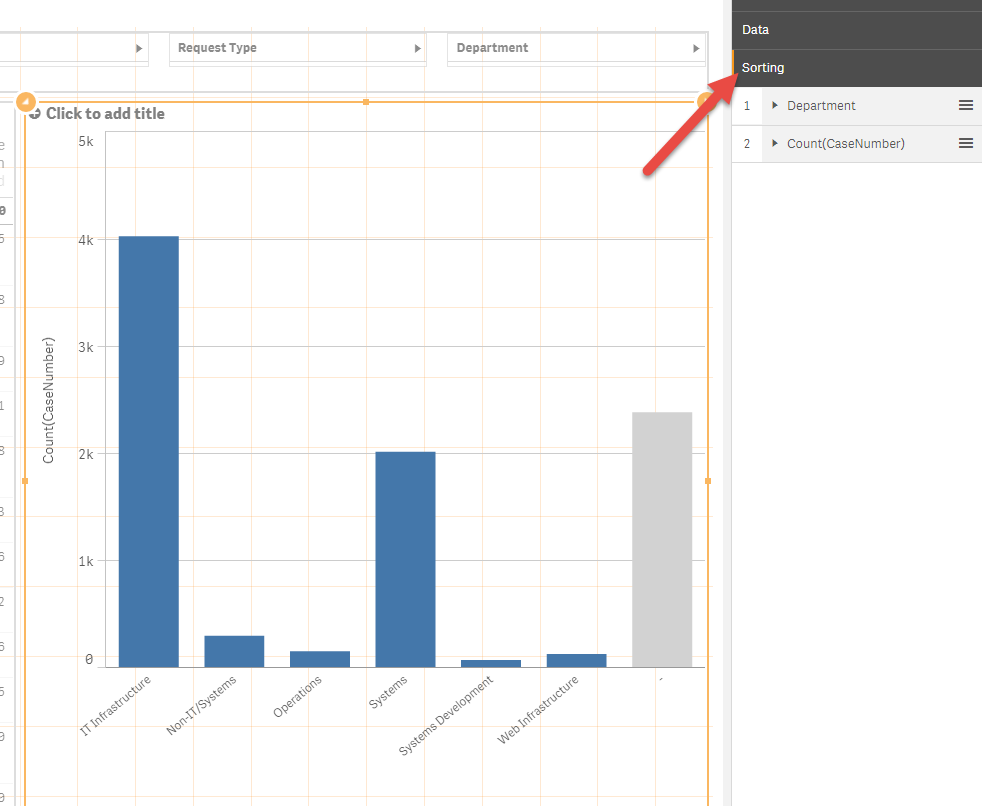 Request Type
Department
Data
Sorting
1 Department
2 Count(CaseNumber)
Click to add title
5k
4k
3k
2k
1k
0
Count(CaseNumber)
IT Infrastructure
Non-IT/Systems
Operations
Systems
Systems Development
Web Infrastructure
-